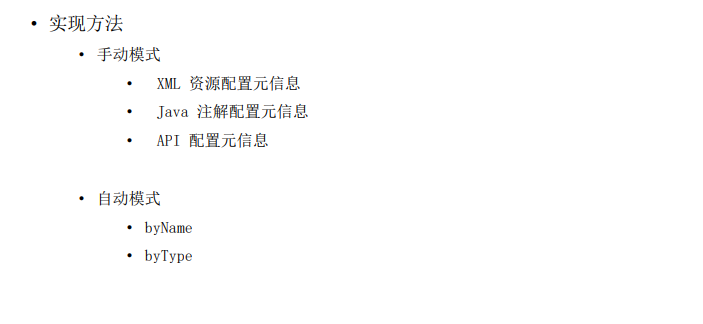 • 实现方法
• 手动模式
• XML 资源配置元信息
• Java 注解配置元信息
• API 配置元信息
• 自动模式
• byName
• byType